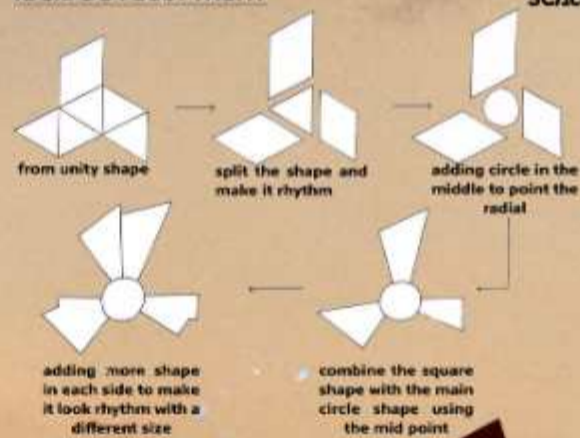 from unity shape
split the shape and
make it rhythm
adding circle in the
middle to point the
radial
combine the square
shape with the main
circle shape using
the mid point
adding more shape
in each side to make
it look rhythm with a
different size